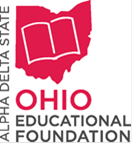 ALPHA DELTA STATE
OHIO
EDUCATIONAL
FOUNDATION